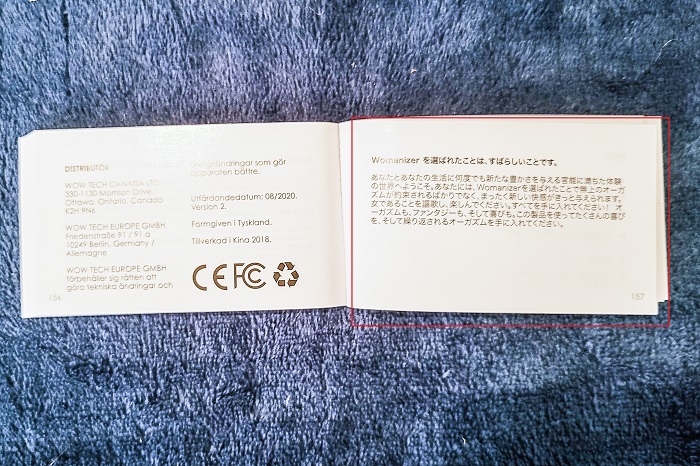 DISTRIBUTÖR
WOW TECH CANADA LTD.
330-1130 Morrison Drive
Ottawa, Ontario, Canada
K2H 9N6
WOW TECH EUROPE GMBH
Friedenstraße 91 / 91 a
10249 Berlin, Germany /
Allemagne
WOW TECH EUROPE GMBH
förbehåller sig rätten att
göra tekniska ändringar och
156
designändringar som gör
apparaten bättre.
Utfärdandedatum: 08/2020.
Version 2.
Formgiven i Tyskland.
Tillverkad i Kina 2018.
CE FC
Womanizer を選ばれたことは、すばらしいことです。
あなたとあなたの生活に何度でも新たな豊かさを与える官能に満ちた体験
の世界へようこそ。あなたには、Womanizerを選ばれたことで無上のオーガ
ズムが約束されるばかりでなく、まったく新しい快感がきっと与えられます。
女であることを謳歌し、楽しんでください。すべてを手に入れてください！ オ
ーガズムも、ファンタジーも、そして喜びも。この製品を使ってたくさんの喜び
を、そして繰り返されるオーガズムを手に入れてください。
157